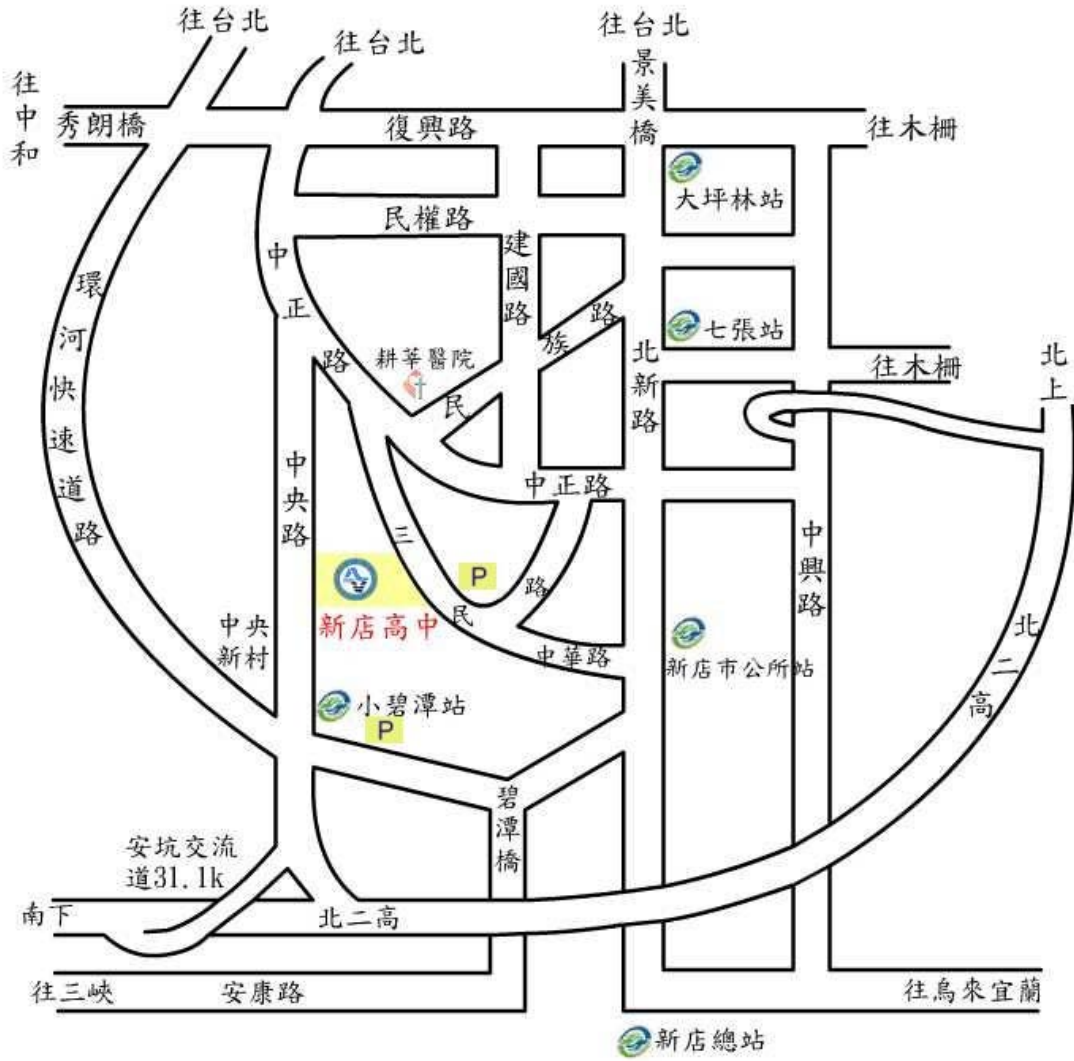 往台北
往台北
往台北
往中和
秀朗橋
復興路
景美橋
往木柵
大坪林站
民權路
建國路
中正路
環河快速道路
七張站
民族路
北新路
耕莘醫院
往木柵
北上
中央路
中正路
三民路
P
中興路
新店高中
中央
新村
中華路
新店市公所站
北二高
小碧潭站
P
碧潭橋
安坑交流
道31.1k
南下
北二高
往三峽
安康路
往烏來宜蘭
新店總站